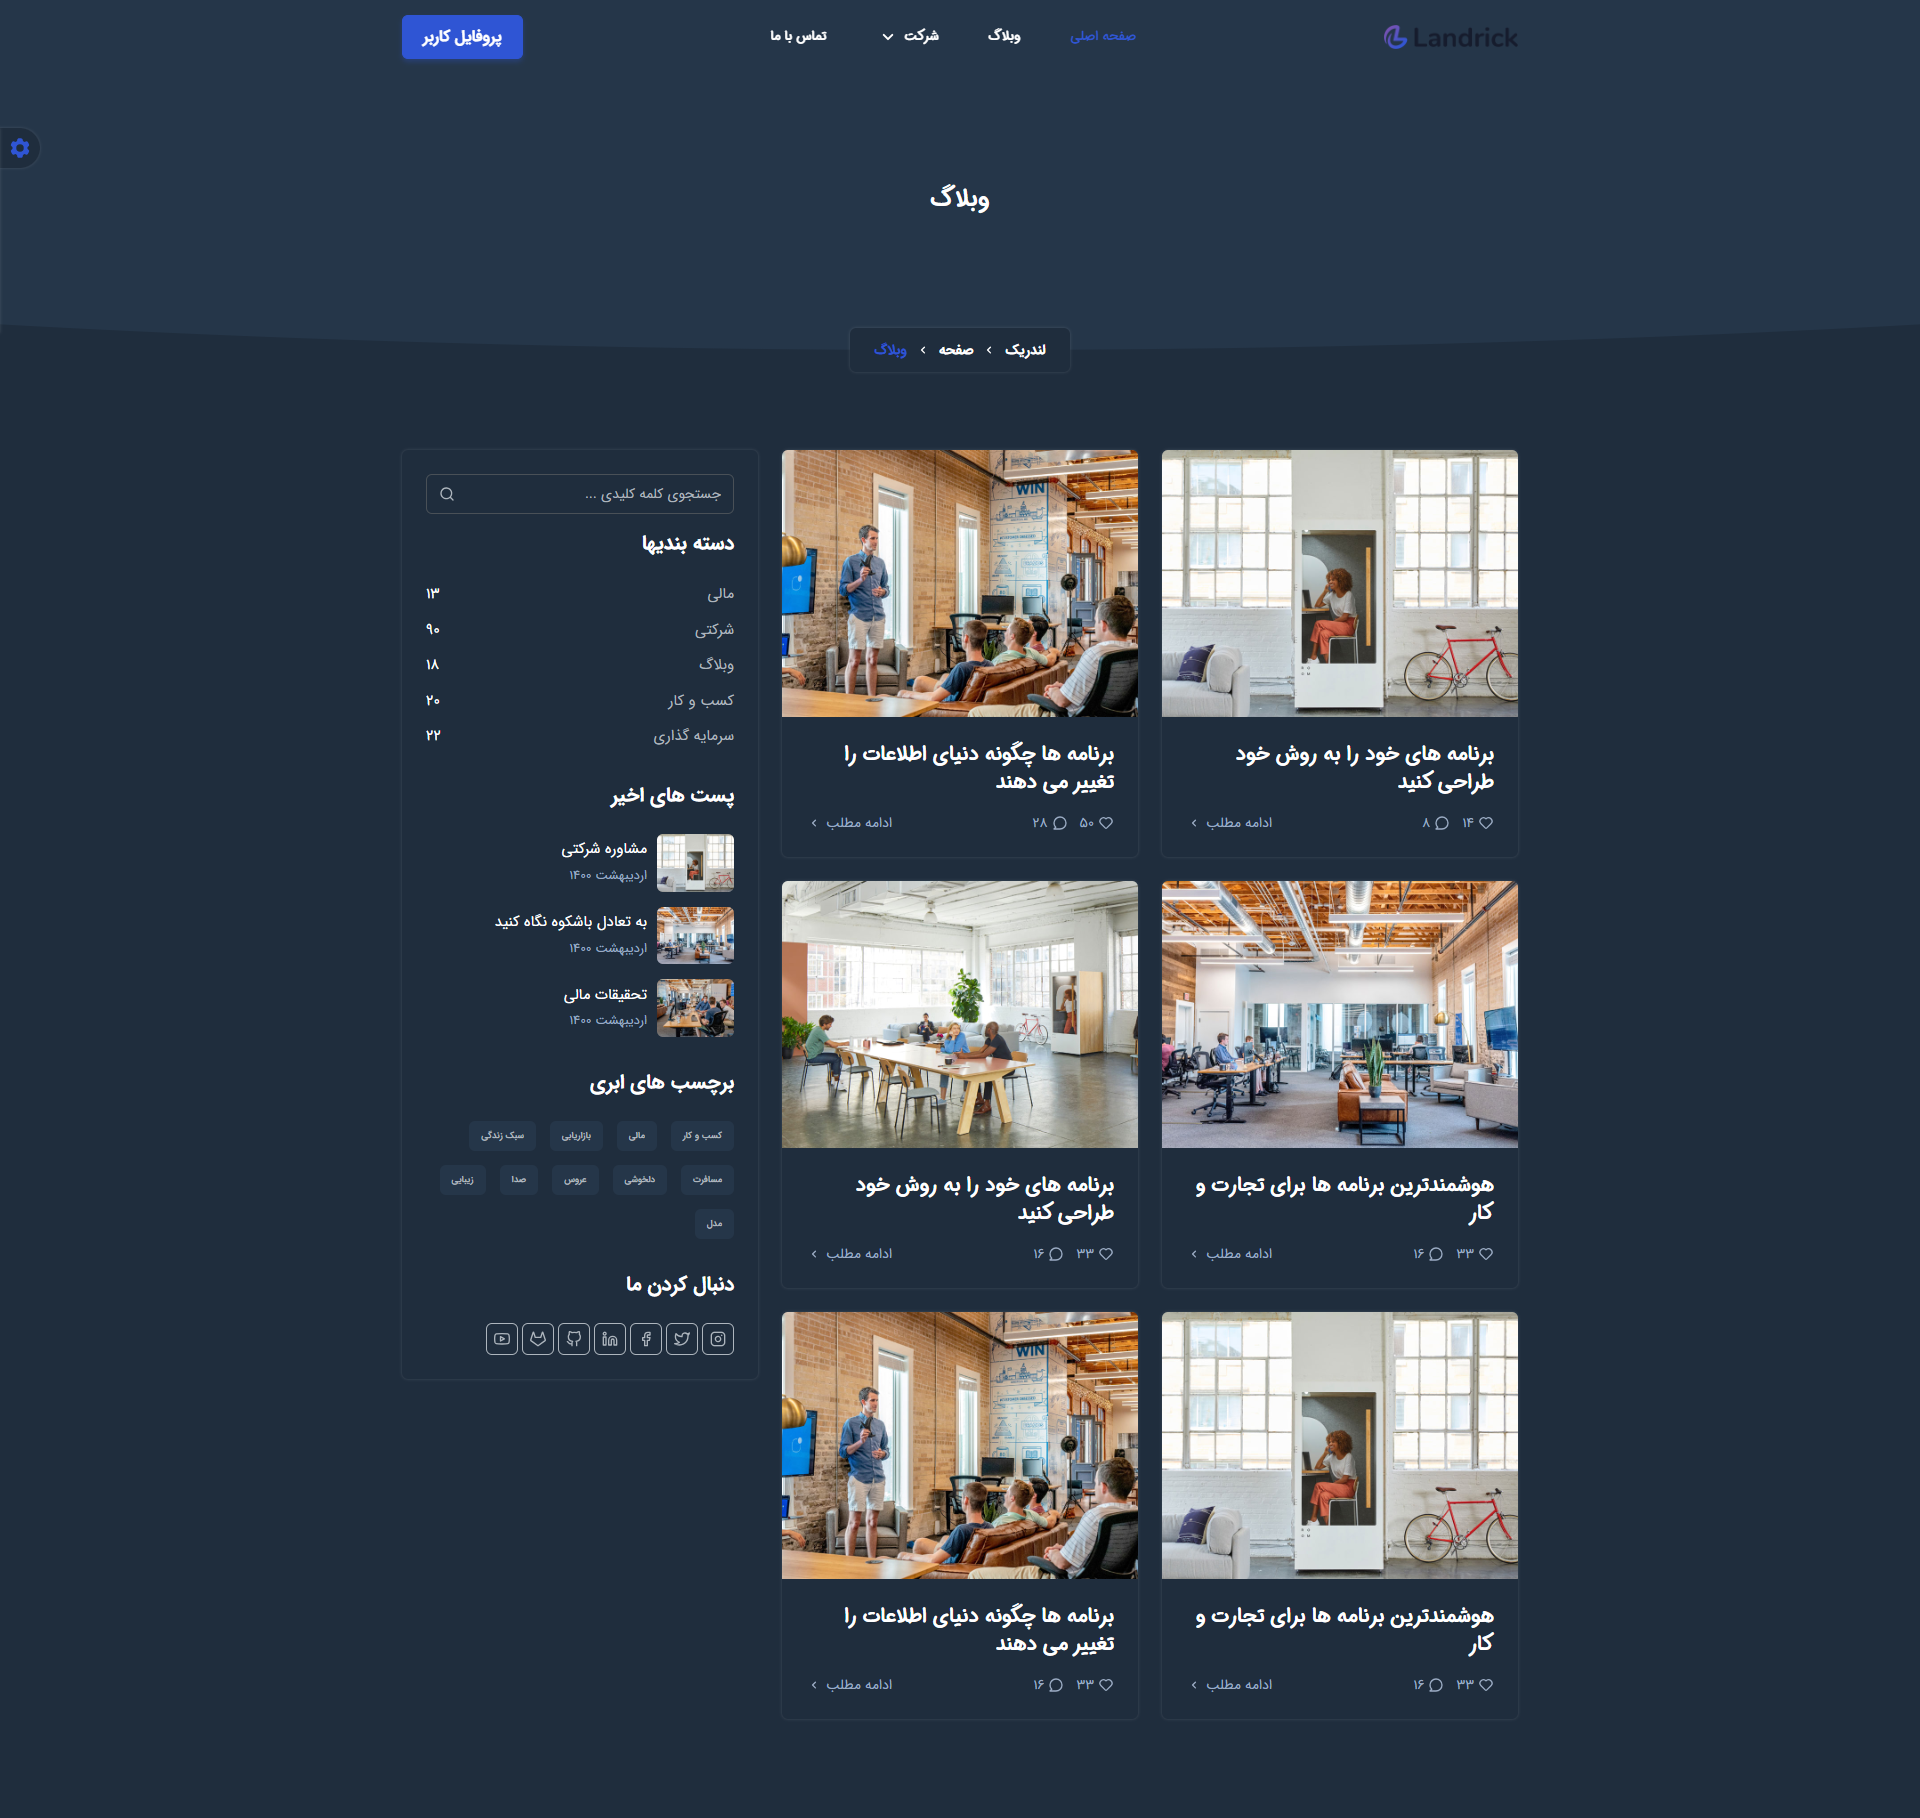 Landrick
صفحه اصلی
وبلاگ
شرکت
تماس با ما
پروفایل کاربر
وبلاگ
لندریک › صفحه › وبلاگ
WIN
برنامه های خود را به روش خود
طراحی کنید
۱۴ ۸ ادامه مطلب ›
برنامه ها چگونه دنیای اطلاعات را
تغییر می دهند
۵۰ ۲۸ ادامه مطلب ›
هوشمندترین برنامه ها برای تجارت و
کار
۳۳ ۱۶ ادامه مطلب ›
برنامه های خود را به روش خود
طراحی کنید
۳۳ ۱۶ ادامه مطلب ›
هوشمندترین برنامه ها برای تجارت و
کار
۳۳ ۱۶ ادامه مطلب ›
WIN
برنامه ها چگونه دنیای اطلاعات را
تغییر می دهند
۳۳ ۱۶ ادامه مطلب ›
جستجوی کلمه کلیدی ...
دسته بندیها
مالی ۱۳
شرکتی ۹۰
وبلاگ ۱۸
کسب و کار ۲۰
سرمایه گذاری ۲۲
پست های اخیر
مشاوره شرکتی
اردیبهشت ۱۴۰۰
به تعادل باشکوه نگاه کنید
اردیبهشت ۱۴۰۰
تحقیقات مالی
اردیبهشت ۱۴۰۰
برچسب های ابری
کسب و کار مالی بازاریابی سبک زندگی
مسافرت دلخوشی عروس صدا زیبایی
مدل
دنبال کردن ما